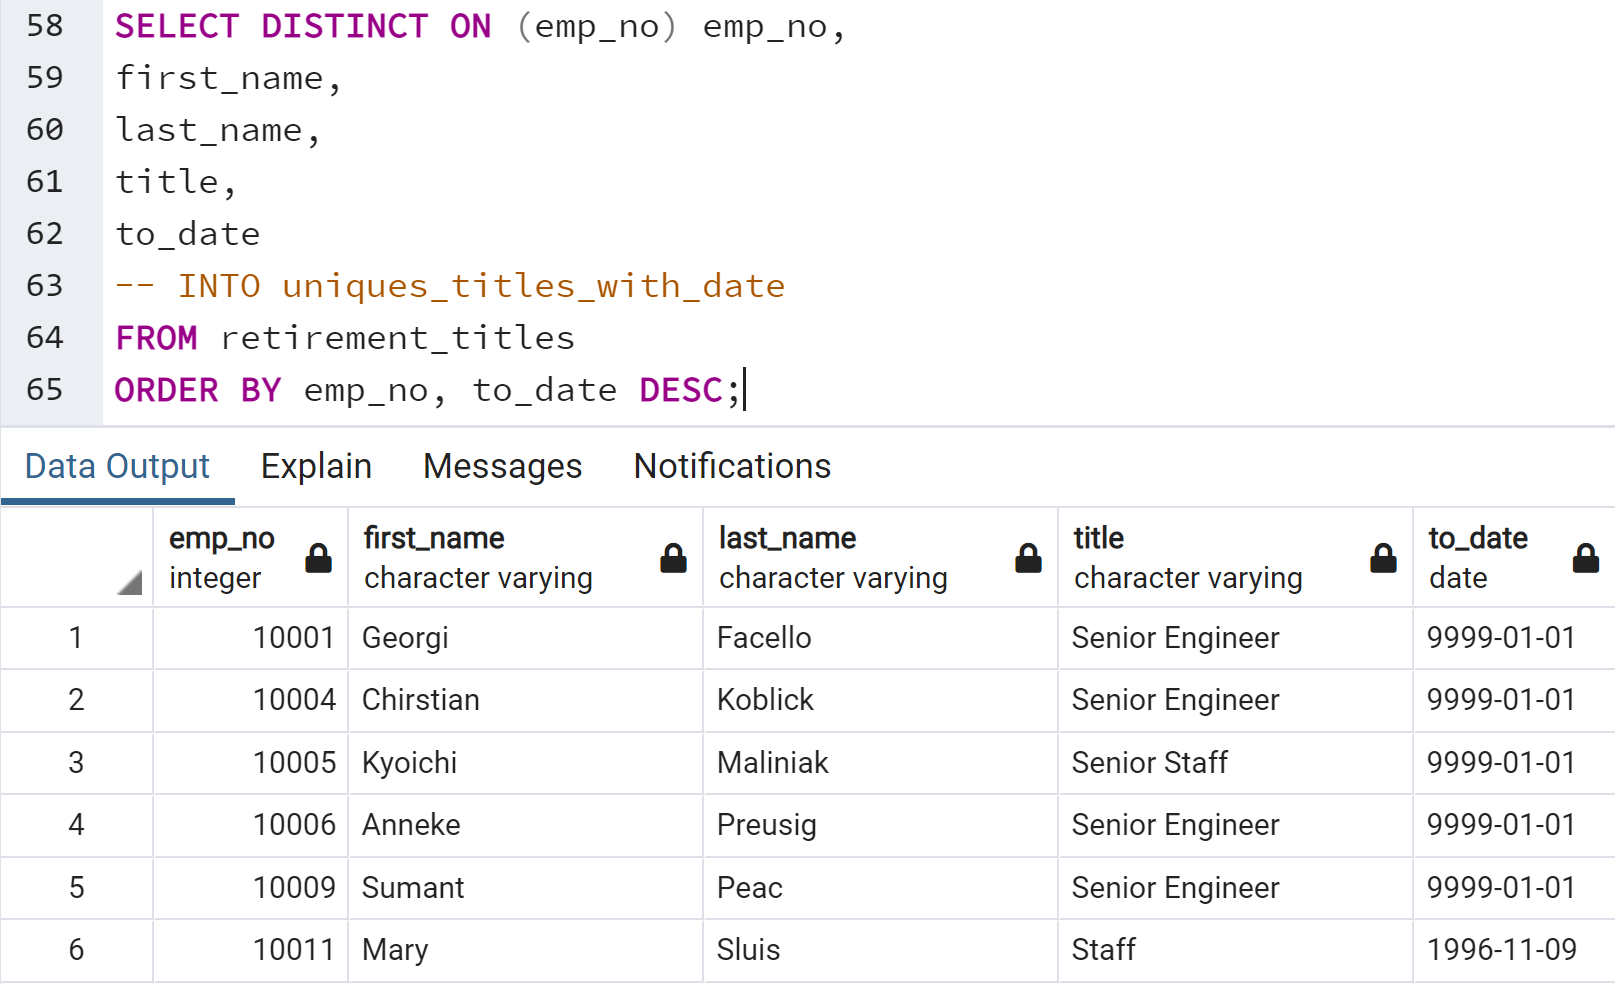 58 SELECT DISTINCT ON (emp_no) emp_no,
59 first_name,
60 last_name,
61 title,
62 to_date
63 -- INTO uniques_titles_with_date
64 FROM retirement_titles
65 ORDER BY emp_no, to_date DESC;
Data Output Explain Messages Notifications
emp_no first_name last_name title to_date
integer character varying character varying character varying date
1 10001 Georgi Facello Senior Engineer 9999-01-01
2 10004 Chirstian Koblick Senior Engineer 9999-01-01
3 10005 Kyoichi Maliniak Senior Staff 9999-01-01
4 10006 Anneke Preusig Senior Engineer 9999-01-01
5 10009 Sumant Peac Senior Engineer 9999-01-01
6 10011 Mary Sluis Staff 1996-11-09